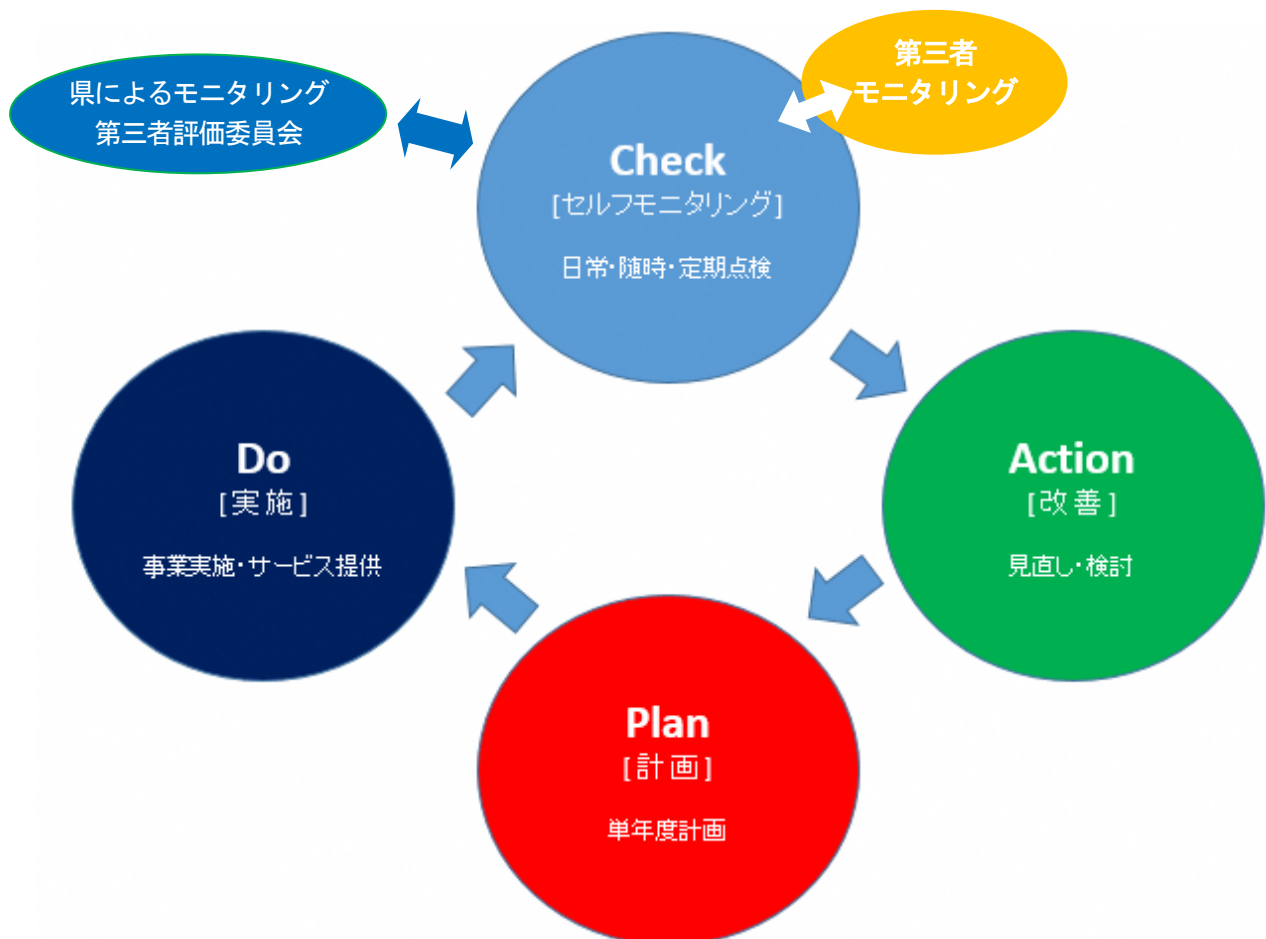 県によるモニタリング
第三者評価委員会
第三者
モニタリング
Check
[セルフモニタリング]
日常・随時・定期点検
Do
[実 施]
事業実施・サービス提供
Action
[改 善]
見直し・検討
Plan
[計 画]
単年度計画